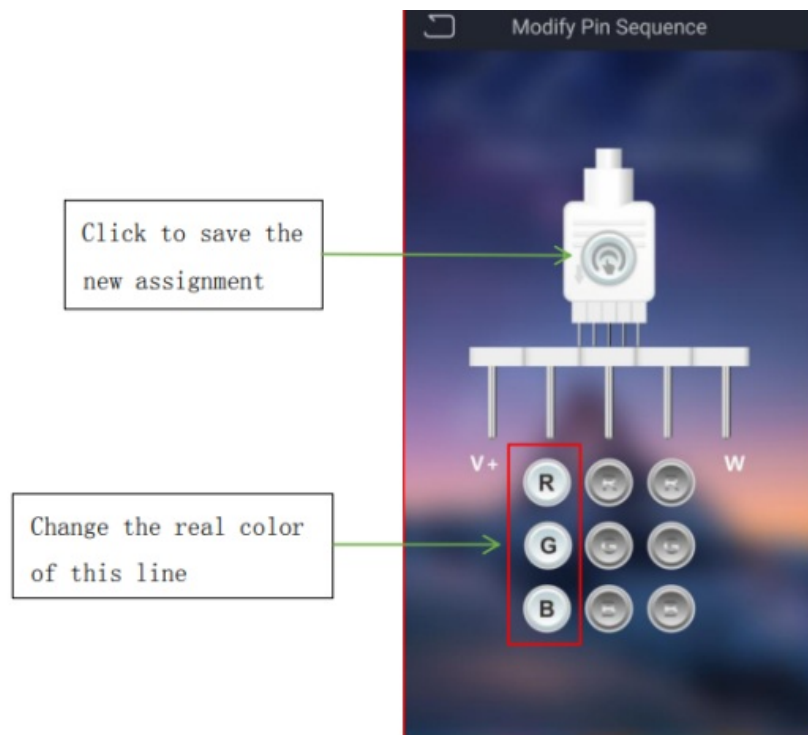 Modify Pin Sequence
Click to save the
new assignment
V+
W
R
G
B
Change the real color
of this line